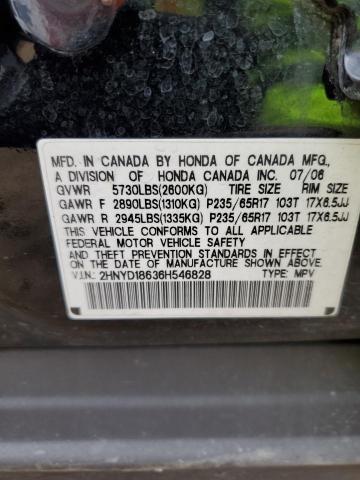 MFD. IN CANADA BY HONDA OF CANADA MFG.,
A DIVISION OF HONDA CANADA INC. 07/06
GVWR 5730LBS(2600KG) TIRE SIZE RIM SIZE
GAWR F 2890LBS(1310KG) P235/65R17 103T 17X6.5JJ
GAWR R 2945LBS(1335KG) P235/65R17 103T 17X6.5JJ
THIS VEHICLE CONFORMS TO ALL APPLICABLE
FEDERAL MOTOR VEHICLE SAFETY
AND THEFT PREVENTION STANDARDS IN
EFFECT ON THE DATE OF MANUFACTURE
SHOWN ABOVE.
V.I.N.: 2HNYD18636H546828 TYPE: MPV